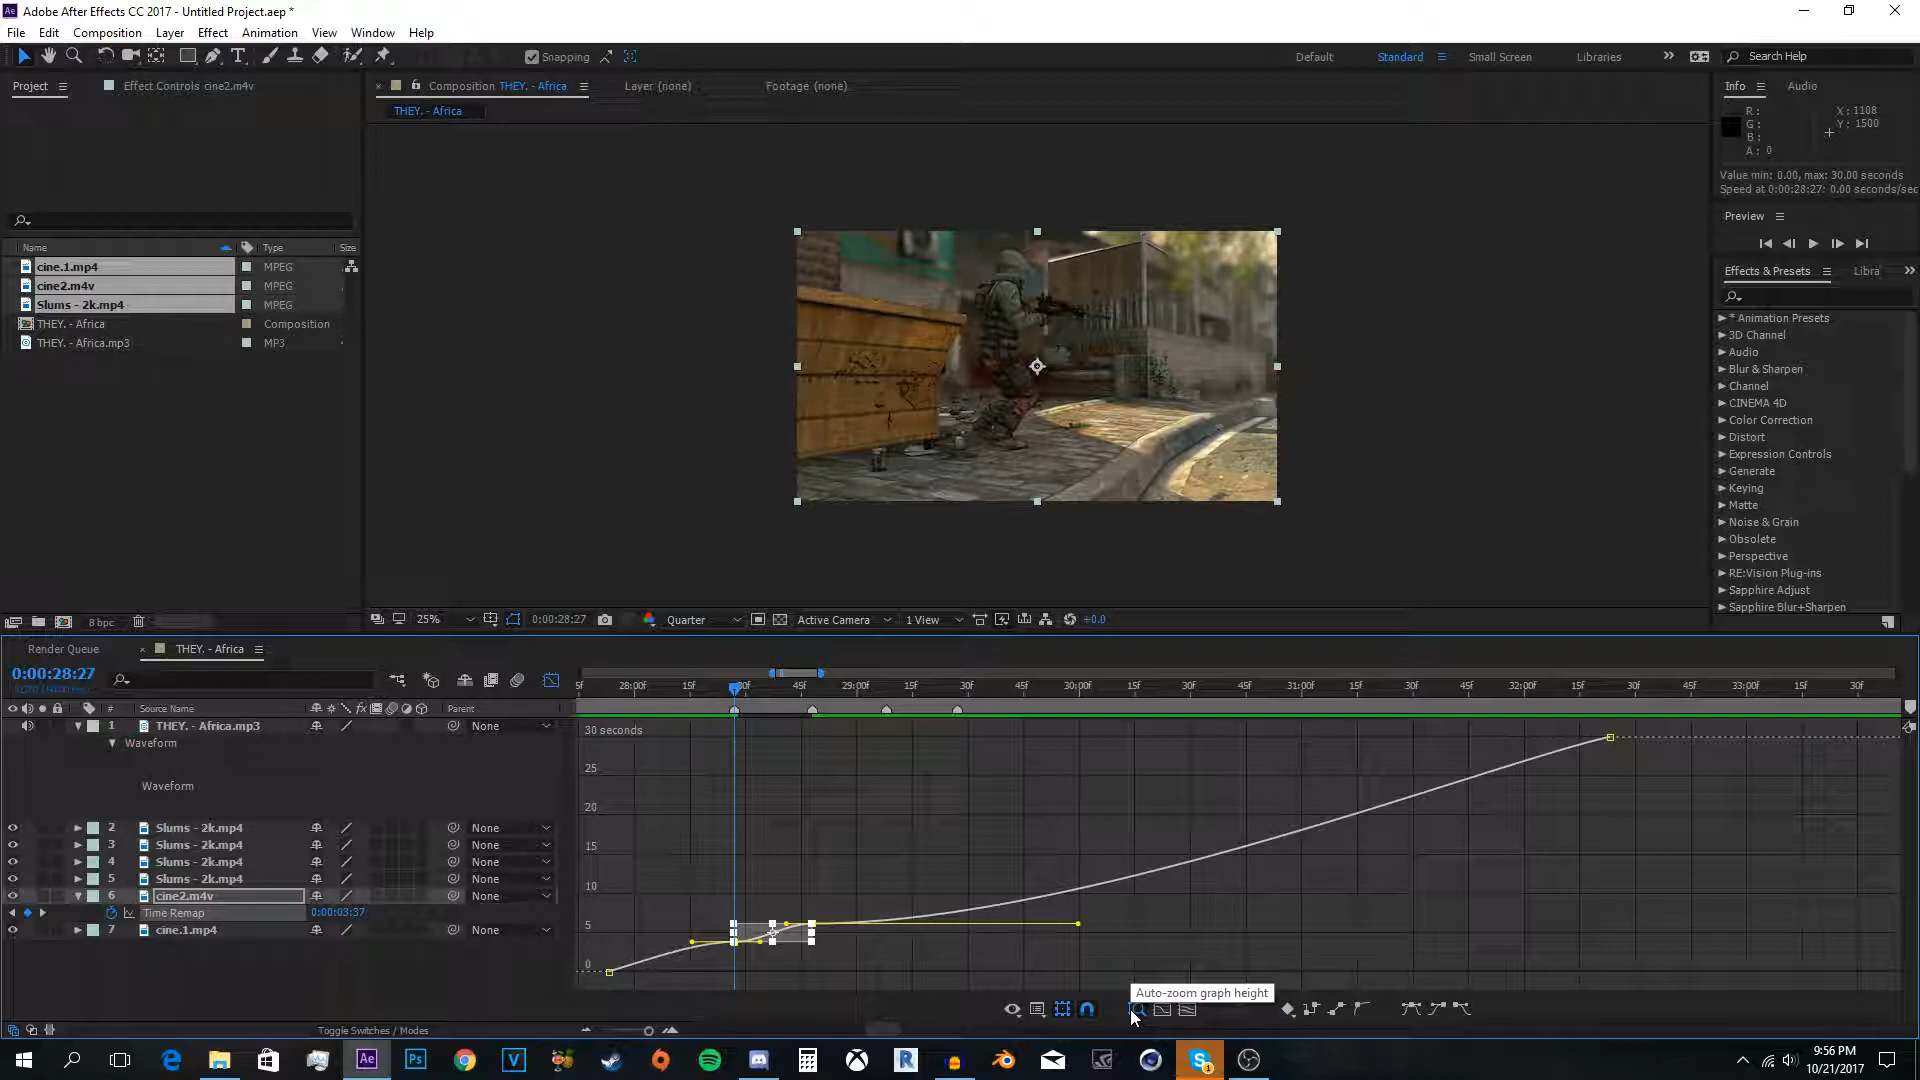 Adobe After Effects CC 2017 - Untitled Project.aep *
File Edit Composition Layer Effect Animation View Window Help
Snapping
Default Standard Small Screen Libraries Search Help
Project Effect Controls cine2.m4v
Composition THEY. - Africa Layer (none) Footage (none)
Info Audio
THEY. - Africa
R: X: 1108
G: Y: 1500
B:
A: 0
Value min: 0.00, max: 30.00 seconds
Speed at 0:00:28:27: 0.00 seconds/sec
Preview
Name Type Size
cine.1.mp4 MPEG
cine2.m4v MPEG
Slums - 2k.mp4 MPEG
THEY. - Africa Composition
THEY. - Africa.mp3 MP3
Effects & Presets Libra
* Animation Presets
3D Channel
Audio
Blur & Sharpen
Channel
CINEMA 4D
Color Correction
Distort
Expression Controls
Generate
Keying
Matte
Noise & Grain
Obsolete
Perspective
RE:Vision Plug-ins
Sapphire Adjust
Sapphire Blur+Sharpen
8 bpc
25% 0:00:28:27 Quarter Active Camera 1 View +0.0
Render Queue THEY. - Africa
0:00:28:27
5f 28:00f 15f 30f 45f 29:00f 15f 30f 45f 30:00f 15f 30f 45f 31:00f 15f 30f 45f 32:00f 15f 30f 45f 33:00f 15f 30f
# Source Name Parent
1 THEY. - Africa.mp3 None
Waveform
Waveform
2 Slums - 2k.mp4 None
3 Slums - 2k.mp4 None
4 Slums - 2k.mp4 None
5 Slums - 2k.mp4 None
6 cine2.m4v None
Time Remap 0:00:03:37
7 cine.1.mp4 None
30 seconds
25
20
15
10
5
0
Auto-zoom graph height
Toggle Switches / Modes
9:56 PM
10/21/2017